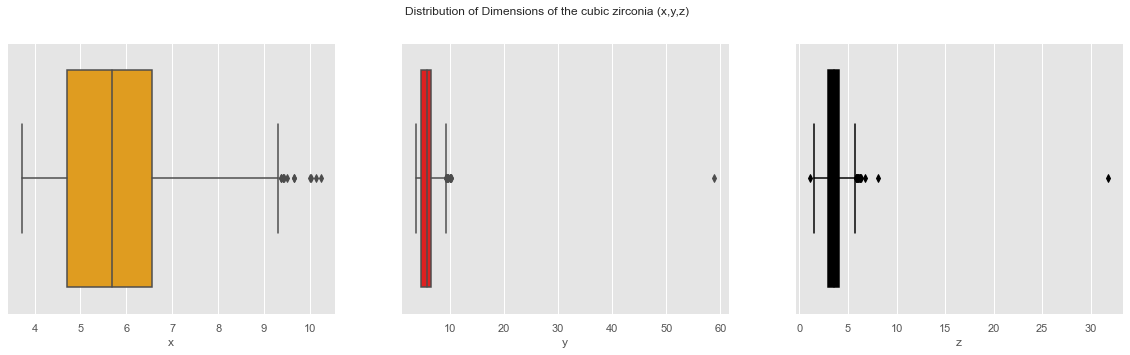 Distribution of Dimensions of the cubic zirconia (x,y,z)
4 5 6 7 8 9 10
x
10 20 30 40 50 60
y
0 5 10 15 20 25 30
z